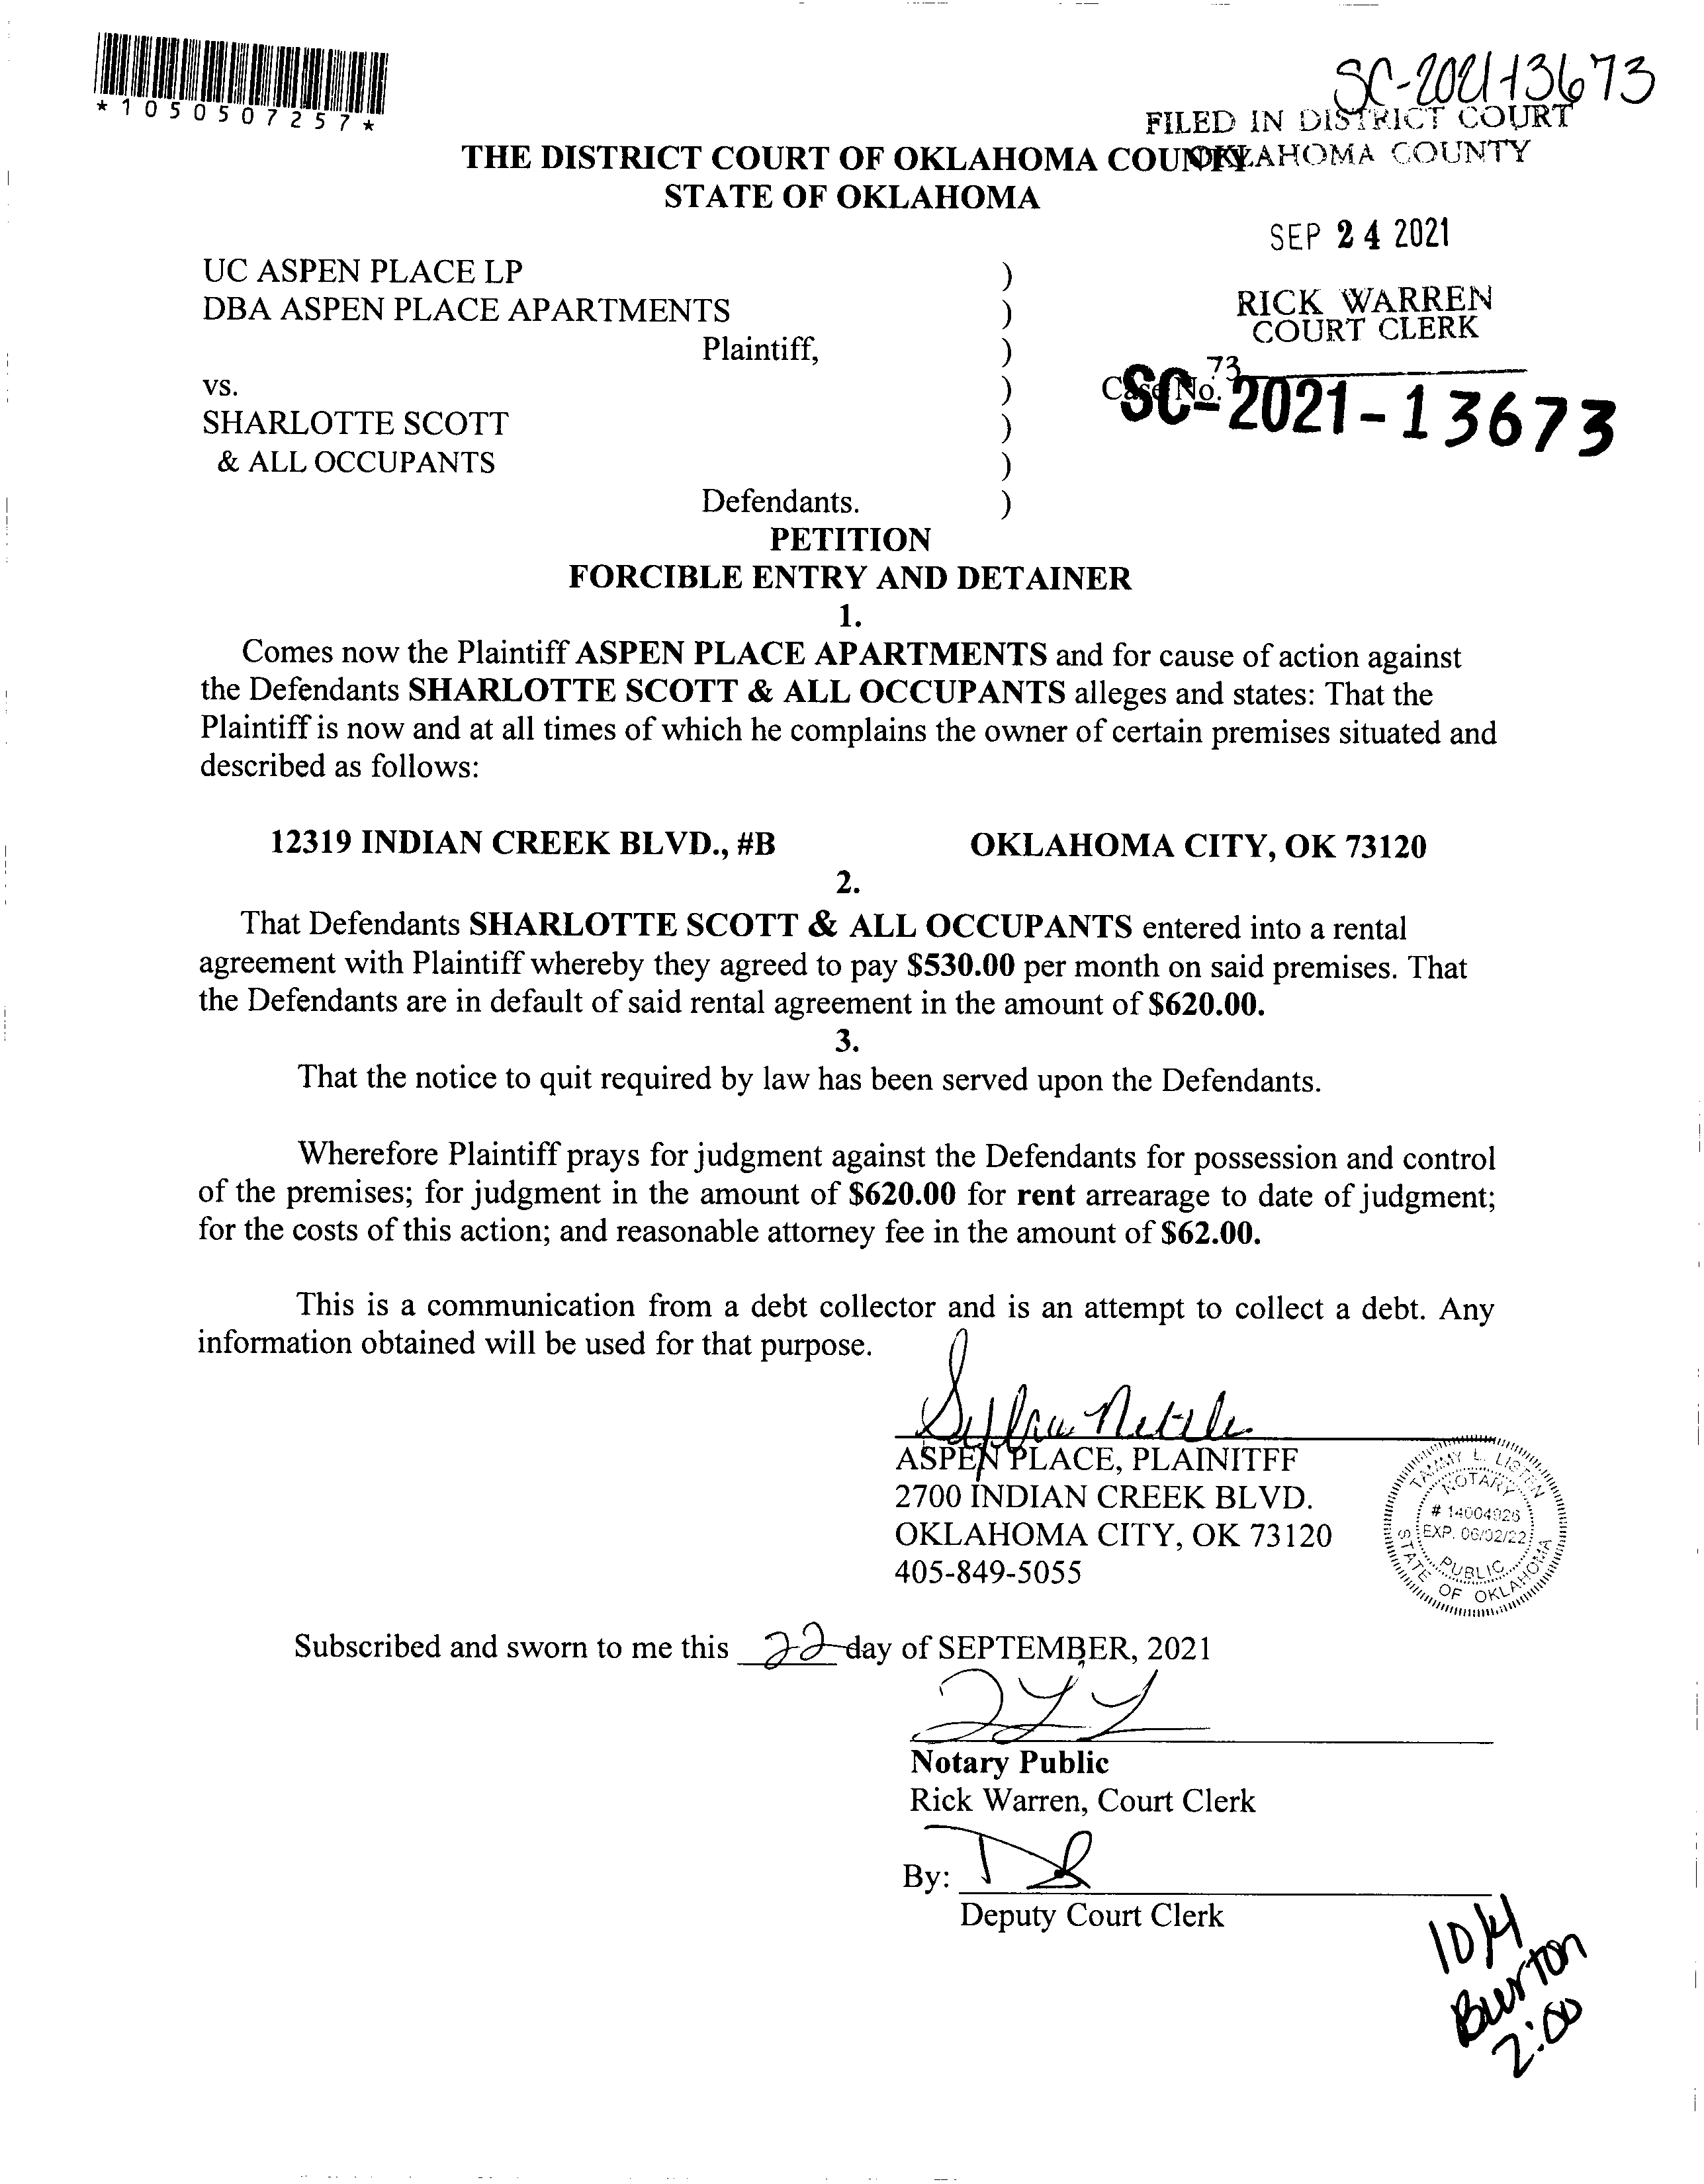 SC-2021-13673
*1050507257*
FILED IN DISTRICT COURT
OKLAHOMA COUNTY
THE DISTRICT COURT OF OKLAHOMA COUNTY
STATE OF OKLAHOMA
SEP 24 2021
UC ASPEN PLACE LP )
DBA ASPEN PLACE APARTMENTS )
RICK WARREN
COURT CLERK
Plaintiff, )
73
vs. ) Case No.
SC-2021-13673
SHARLOTTE SCOTT )
& ALL OCCUPANTS )
Defendants. )
PETITION
FORCIBLE ENTRY AND DETAINER
1.
Comes now the Plaintiff ASPEN PLACE APARTMENTS and for cause of action against
the Defendants SHARLOTTE SCOTT & ALL OCCUPANTS alleges and states: That the
Plaintiff is now and at all times of which he complains the owner of certain premises situated and
described as follows:
12319 INDIAN CREEK BLVD., #B OKLAHOMA CITY, OK 73120
2.
That Defendants SHARLOTTE SCOTT & ALL OCCUPANTS entered into a rental
agreement with Plaintiff whereby they agreed to pay $530.00 per month on said premises. That
the Defendants are in default of said rental agreement in the amount of $620.00.
3.
That the notice to quit required by law has been served upon the Defendants.
Wherefore Plaintiff prays for judgment against the Defendants for possession and control
of the premises; for judgment in the amount of $620.00 for rent arrearage to date of judgment;
for the costs of this action; and reasonable attorney fee in the amount of $62.00.
This is a communication from a debt collector and is an attempt to collect a debt. Any
information obtained will be used for that purpose.
ASPEN PLACE, PLAINITFF
2700 INDIAN CREEK BLVD.
OKLAHOMA CITY, OK 73120
405-849-5055
TAMMY L. LISTEN
NOTARY
# 14004926
EXP. 06/02/22
PUBLIC
STATE OF OKLAHOMA
Subscribed and sworn to me this 22 day of SEPTEMBER, 2021
Notary Public
Rick Warren, Court Clerk
By:
Deputy Court Clerk
10/4
Burton
2:00